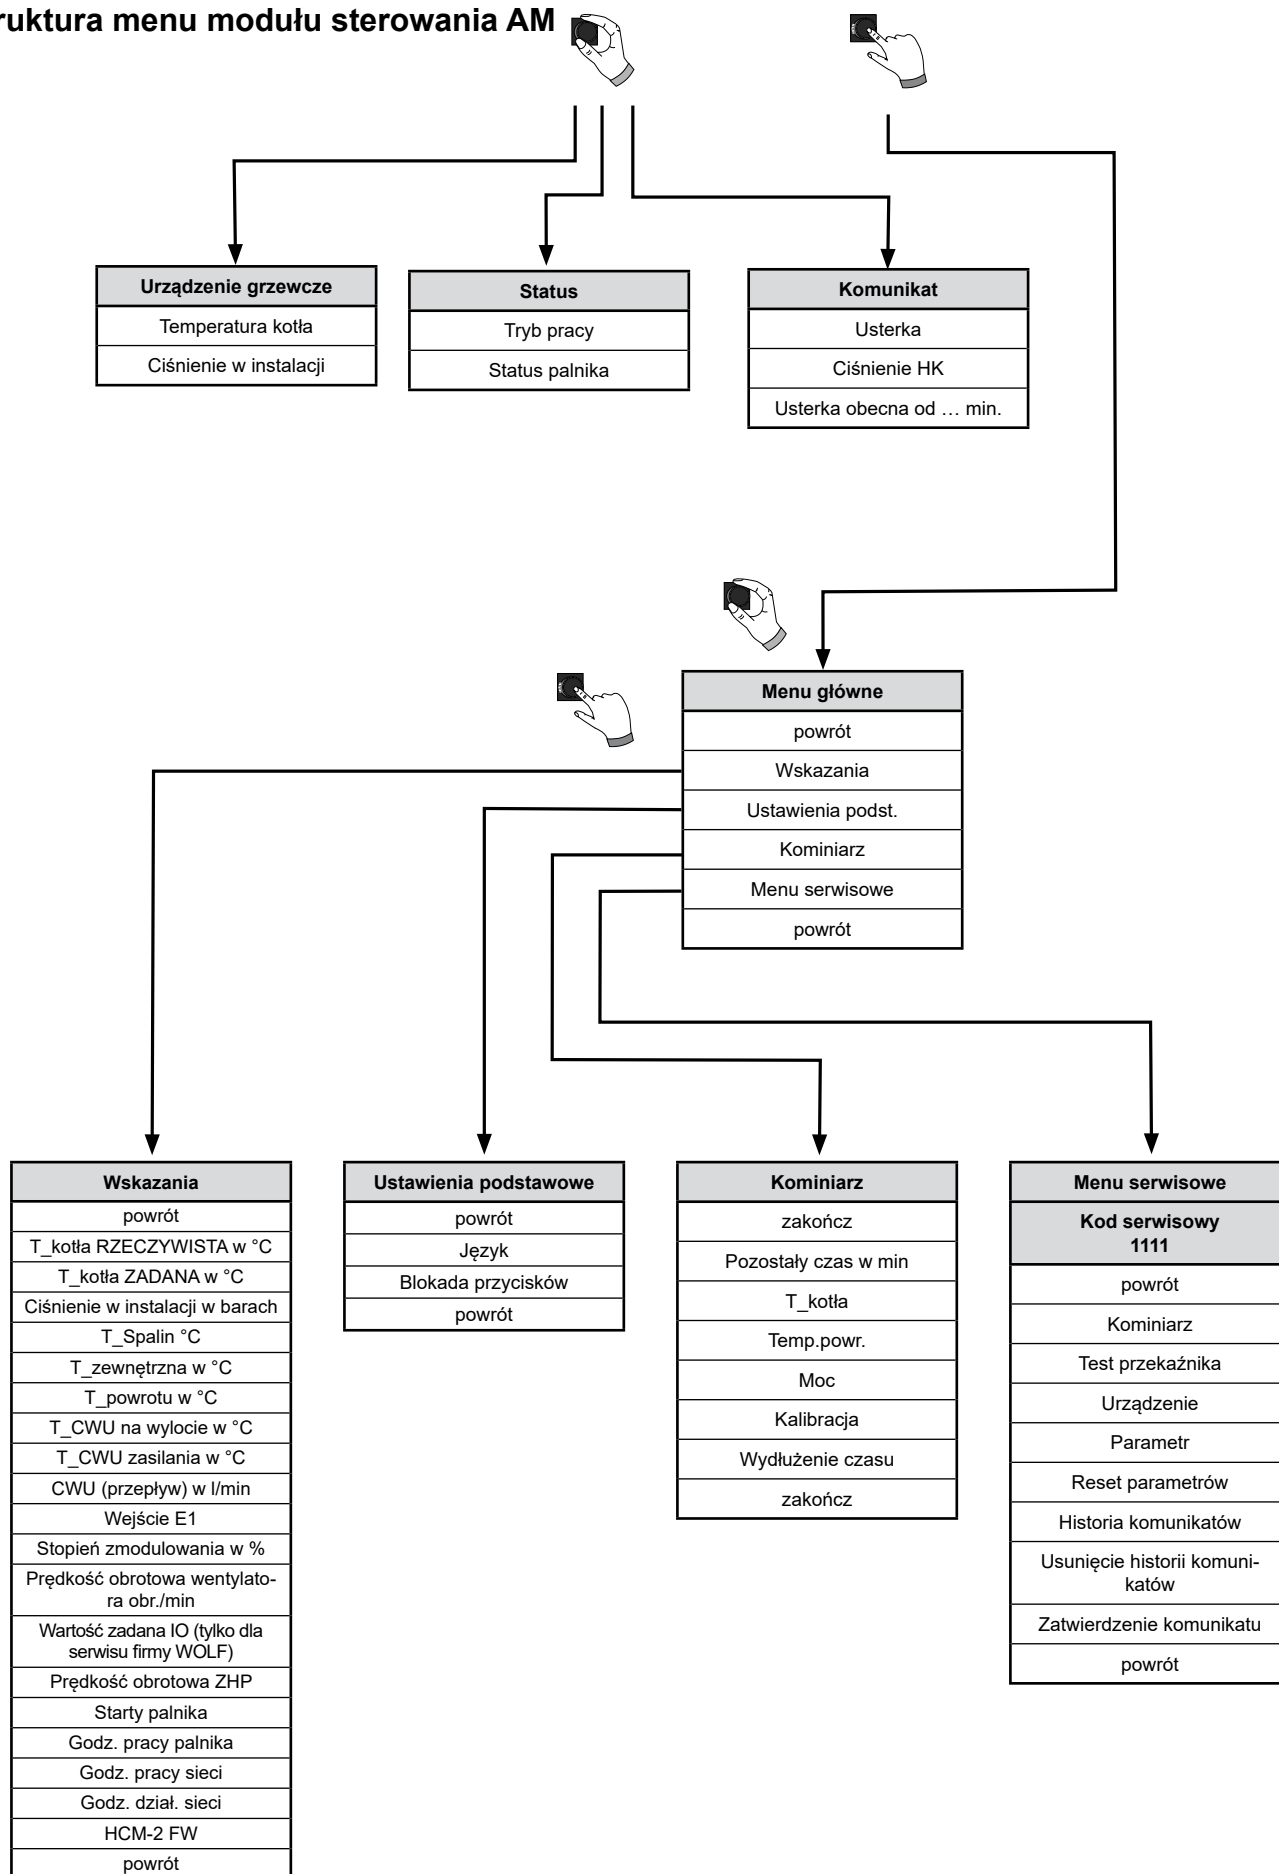 ruktura menu modułu sterowania AM
Urządzenie grzewcze
Temperatura kotła
Ciśnienie w instalacji
Status
Tryb pracy
Status palnika
Komunikat
Usterka
Ciśnienie HK
Usterka obecna od … min.
Menu główne
powrót
Wskazania
Ustawienia podst.
Kominiarz
Menu serwisowe
powrót
Wskazania
powrót
T_kotła RZECZYWISTA w °C
T_kotła ZADANA w °C
Ciśnienie w instalacji w barach
T_Spalin °C
T_zewnętrzna w °C
T_powrotu w °C
T_CWU na wylocie w °C
T_CWU zasilania w °C
CWU (przepływ) w l/min
Wejście E1
Stopień zmodulowania w %
Prędkość obrotowa wentylato-
ra obr./min
Wartość zadana IO (tylko dla
serwisu firmy WOLF)
Prędkość obrotowa ZHP
Starty palnika
Godz. pracy palnika
Godz. pracy sieci
Godz. dział. sieci
HCM-2 FW
powrót
Ustawienia podstawowe
powrót
Język
Blokada przycisków
powrót
Kominiarz
zakończ
Pozostały czas w min
T_kotła
Temp.powr.
Moc
Kalibracja
Wydłużenie czasu
zakończ
Menu serwisowe
Kod serwisowy
1111
powrót
Kominiarz
Test przekaźnika
Urządzenie
Parametr
Reset parametrów
Historia komunikatów
Usunięcie historii komuni-
katów
Zatwierdzenie komunikatu
powrót